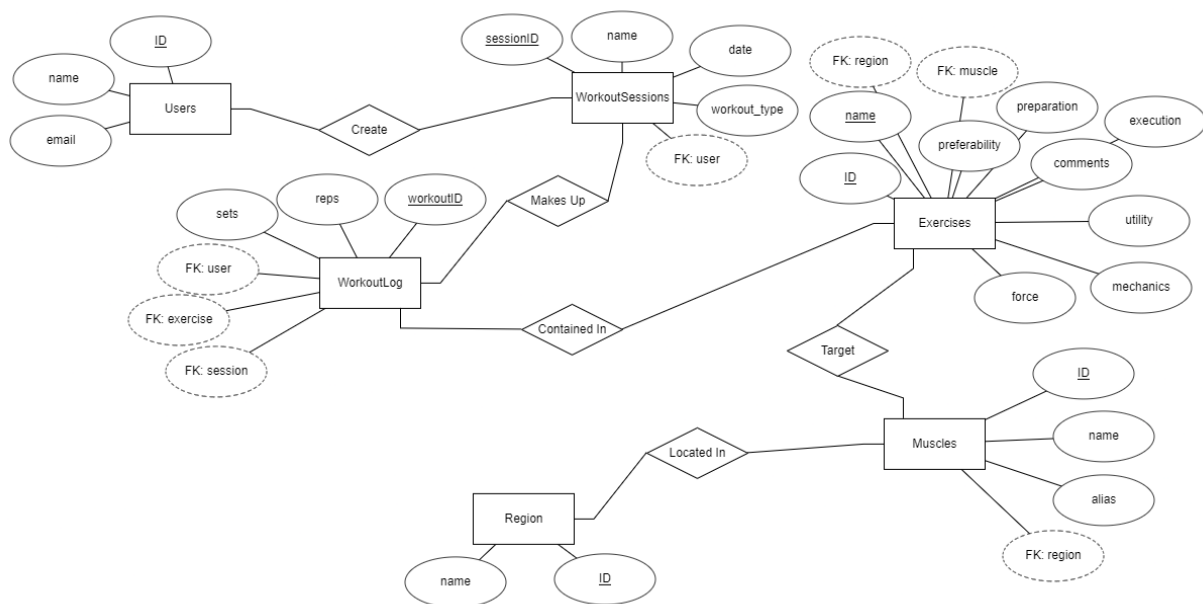 ID
name
email
Users
Create
sessionID
name
date
workout_type
FK: user
WorkoutSessions
Makes Up
sets
reps
workoutID
FK: user
FK: exercise
FK: session
WorkoutLog
Contained In
FK: region
FK: muscle
name
preferability
preparation
execution
comments
ID
Exercises
utility
mechanics
force
Target
ID
name
alias
FK: region
Muscles
Located In
Region
name
ID